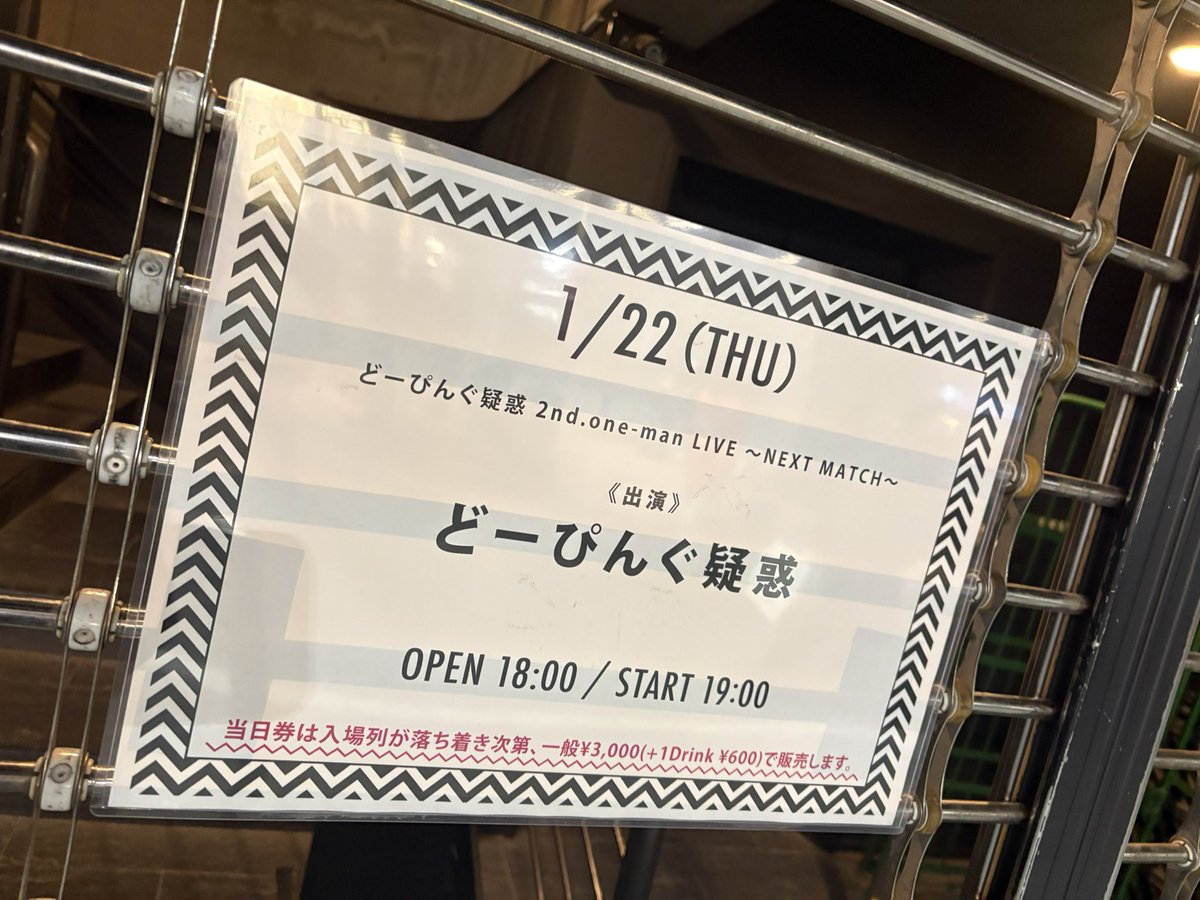 1/22(THU)
どーぴんぐ疑惑 2nd.one-man LIVE ～NEXT MATCH～
《出演》
どーぴんぐ疑惑
OPEN 18:00 / START 19:00
当日券は入場列が落ち着き次第、一般¥3,000(+1Drink ¥600)で販売します。